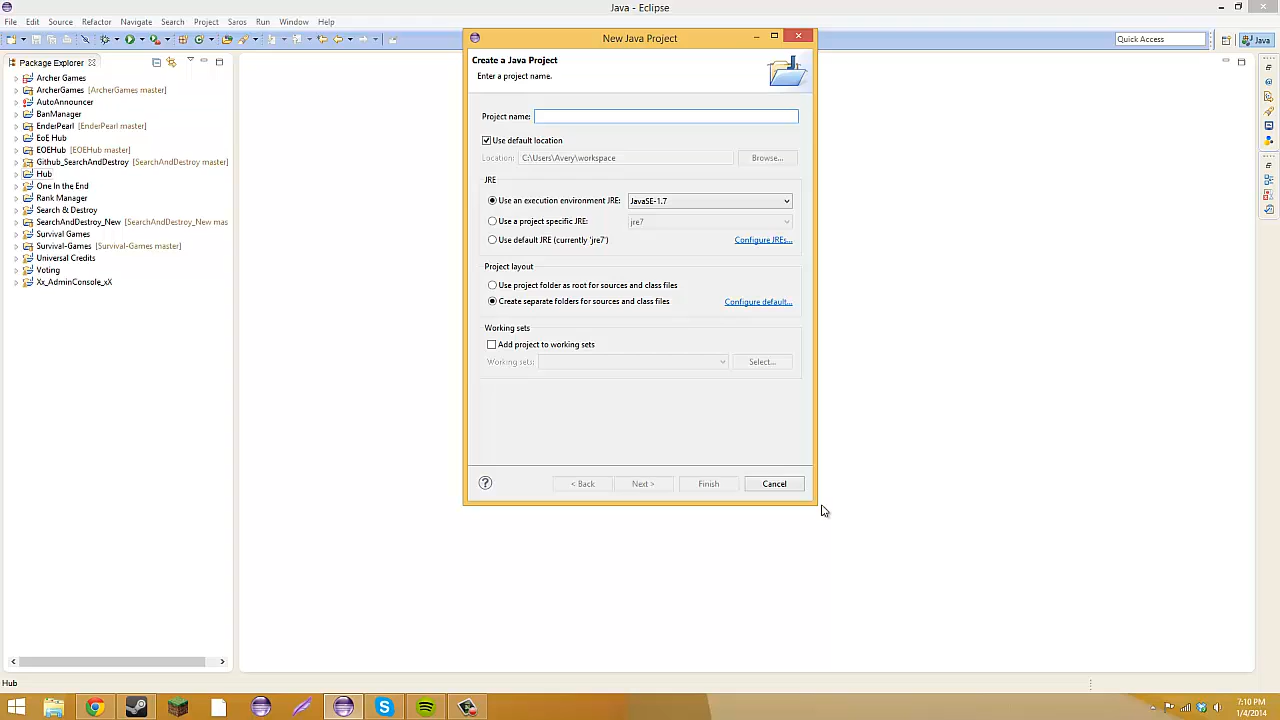 Java - Eclipse
File Edit Source Refactor Navigate Search Project Saros Run Window Help
Quick Access
Java
Package Explorer
Archer Games
ArcherGames [ArcherGames master]
AutoAnnouncer
BanManager
EnderPearl [EnderPearl master]
EoE Hub
EOEHub [EOEHub master]
Github_SearchAndDestroy [SearchAndDestroy master]
Hub
One In the End
Rank Manager
Search & Destroy
SearchAndDestroy_New [SearchAndDestroy_New mas
Survival Games
Survival-Games [Survival-Games master]
Universal Credits
Voting
Xx_AdminConsole_xX
New Java Project
Create a Java Project
Enter a project name.
Project name:
Use default location
Location: C:\Users\Avery\workspace Browse...
JRE
Use an execution environment JRE: JavaSE-1.7
Use a project specific JRE: jre7
Use default JRE (currently 'jre7') Configure JREs...
Project layout
Use project folder as root for sources and class files
Create separate folders for sources and class files Configure default...
Working sets
Add project to working sets
Working sets: Select...
? < Back Next > Finish Cancel
Hub
7:10 PM
1/4/2014